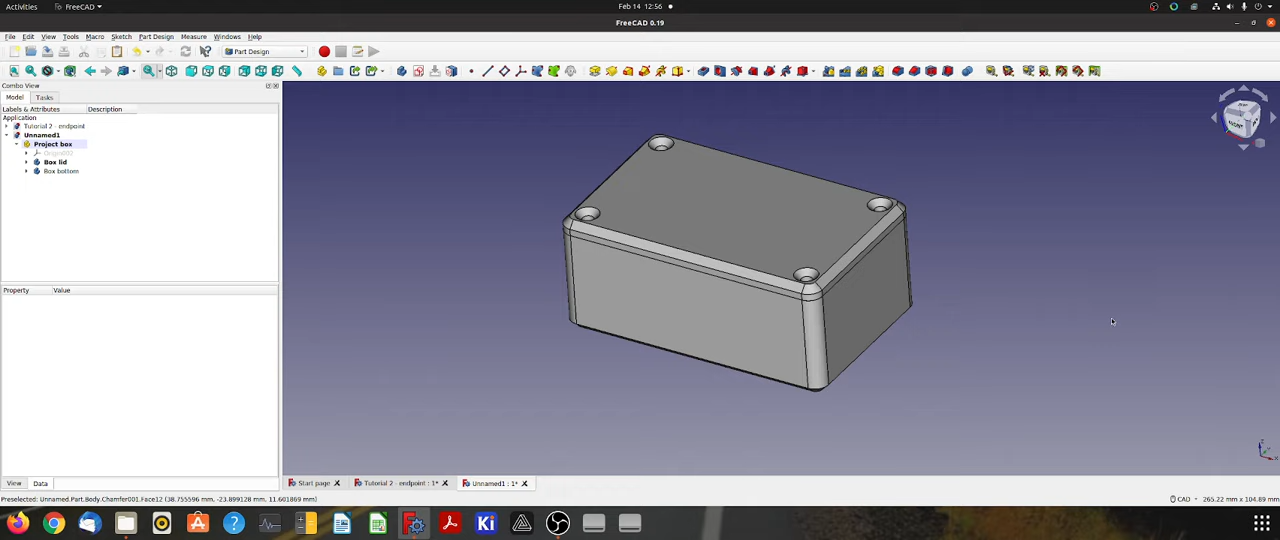 Activities FreeCAD Feb 14 12:56
FreeCAD 0.19
File Edit View Tools Macro Sketch Part Design Measure Windows Help
Part Design
Combo View
Model Tasks
Labels & Attributes Description
Application
Tutorial 2 - endpoint
Unnamed1
Project box
Origin002
Box lid
Box bottom
Property Value
FRONT
View Data
Start page Tutorial 2 - endpoint : 1* Unnamed1 : 1*
Preselected: Unnamed.Part.Body.Chamfer001.Face12 (38.755596 mm, -23.899128 mm, 11.601869 mm) CAD 265.22 mm x 104.89 mm
Ki